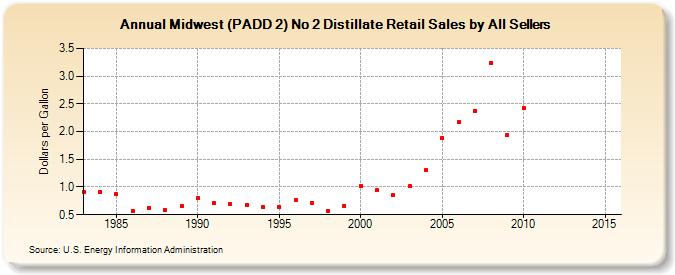 Annual Midwest (PADD 2) No 2 Distillate Retail Sales by All Sellers
Dollars per Gallon
3.5
3.0
2.5
2.0
1.5
1.0
0.5
1985 1990 1995 2000 2005 2010 2015
Source: U.S. Energy Information Administration